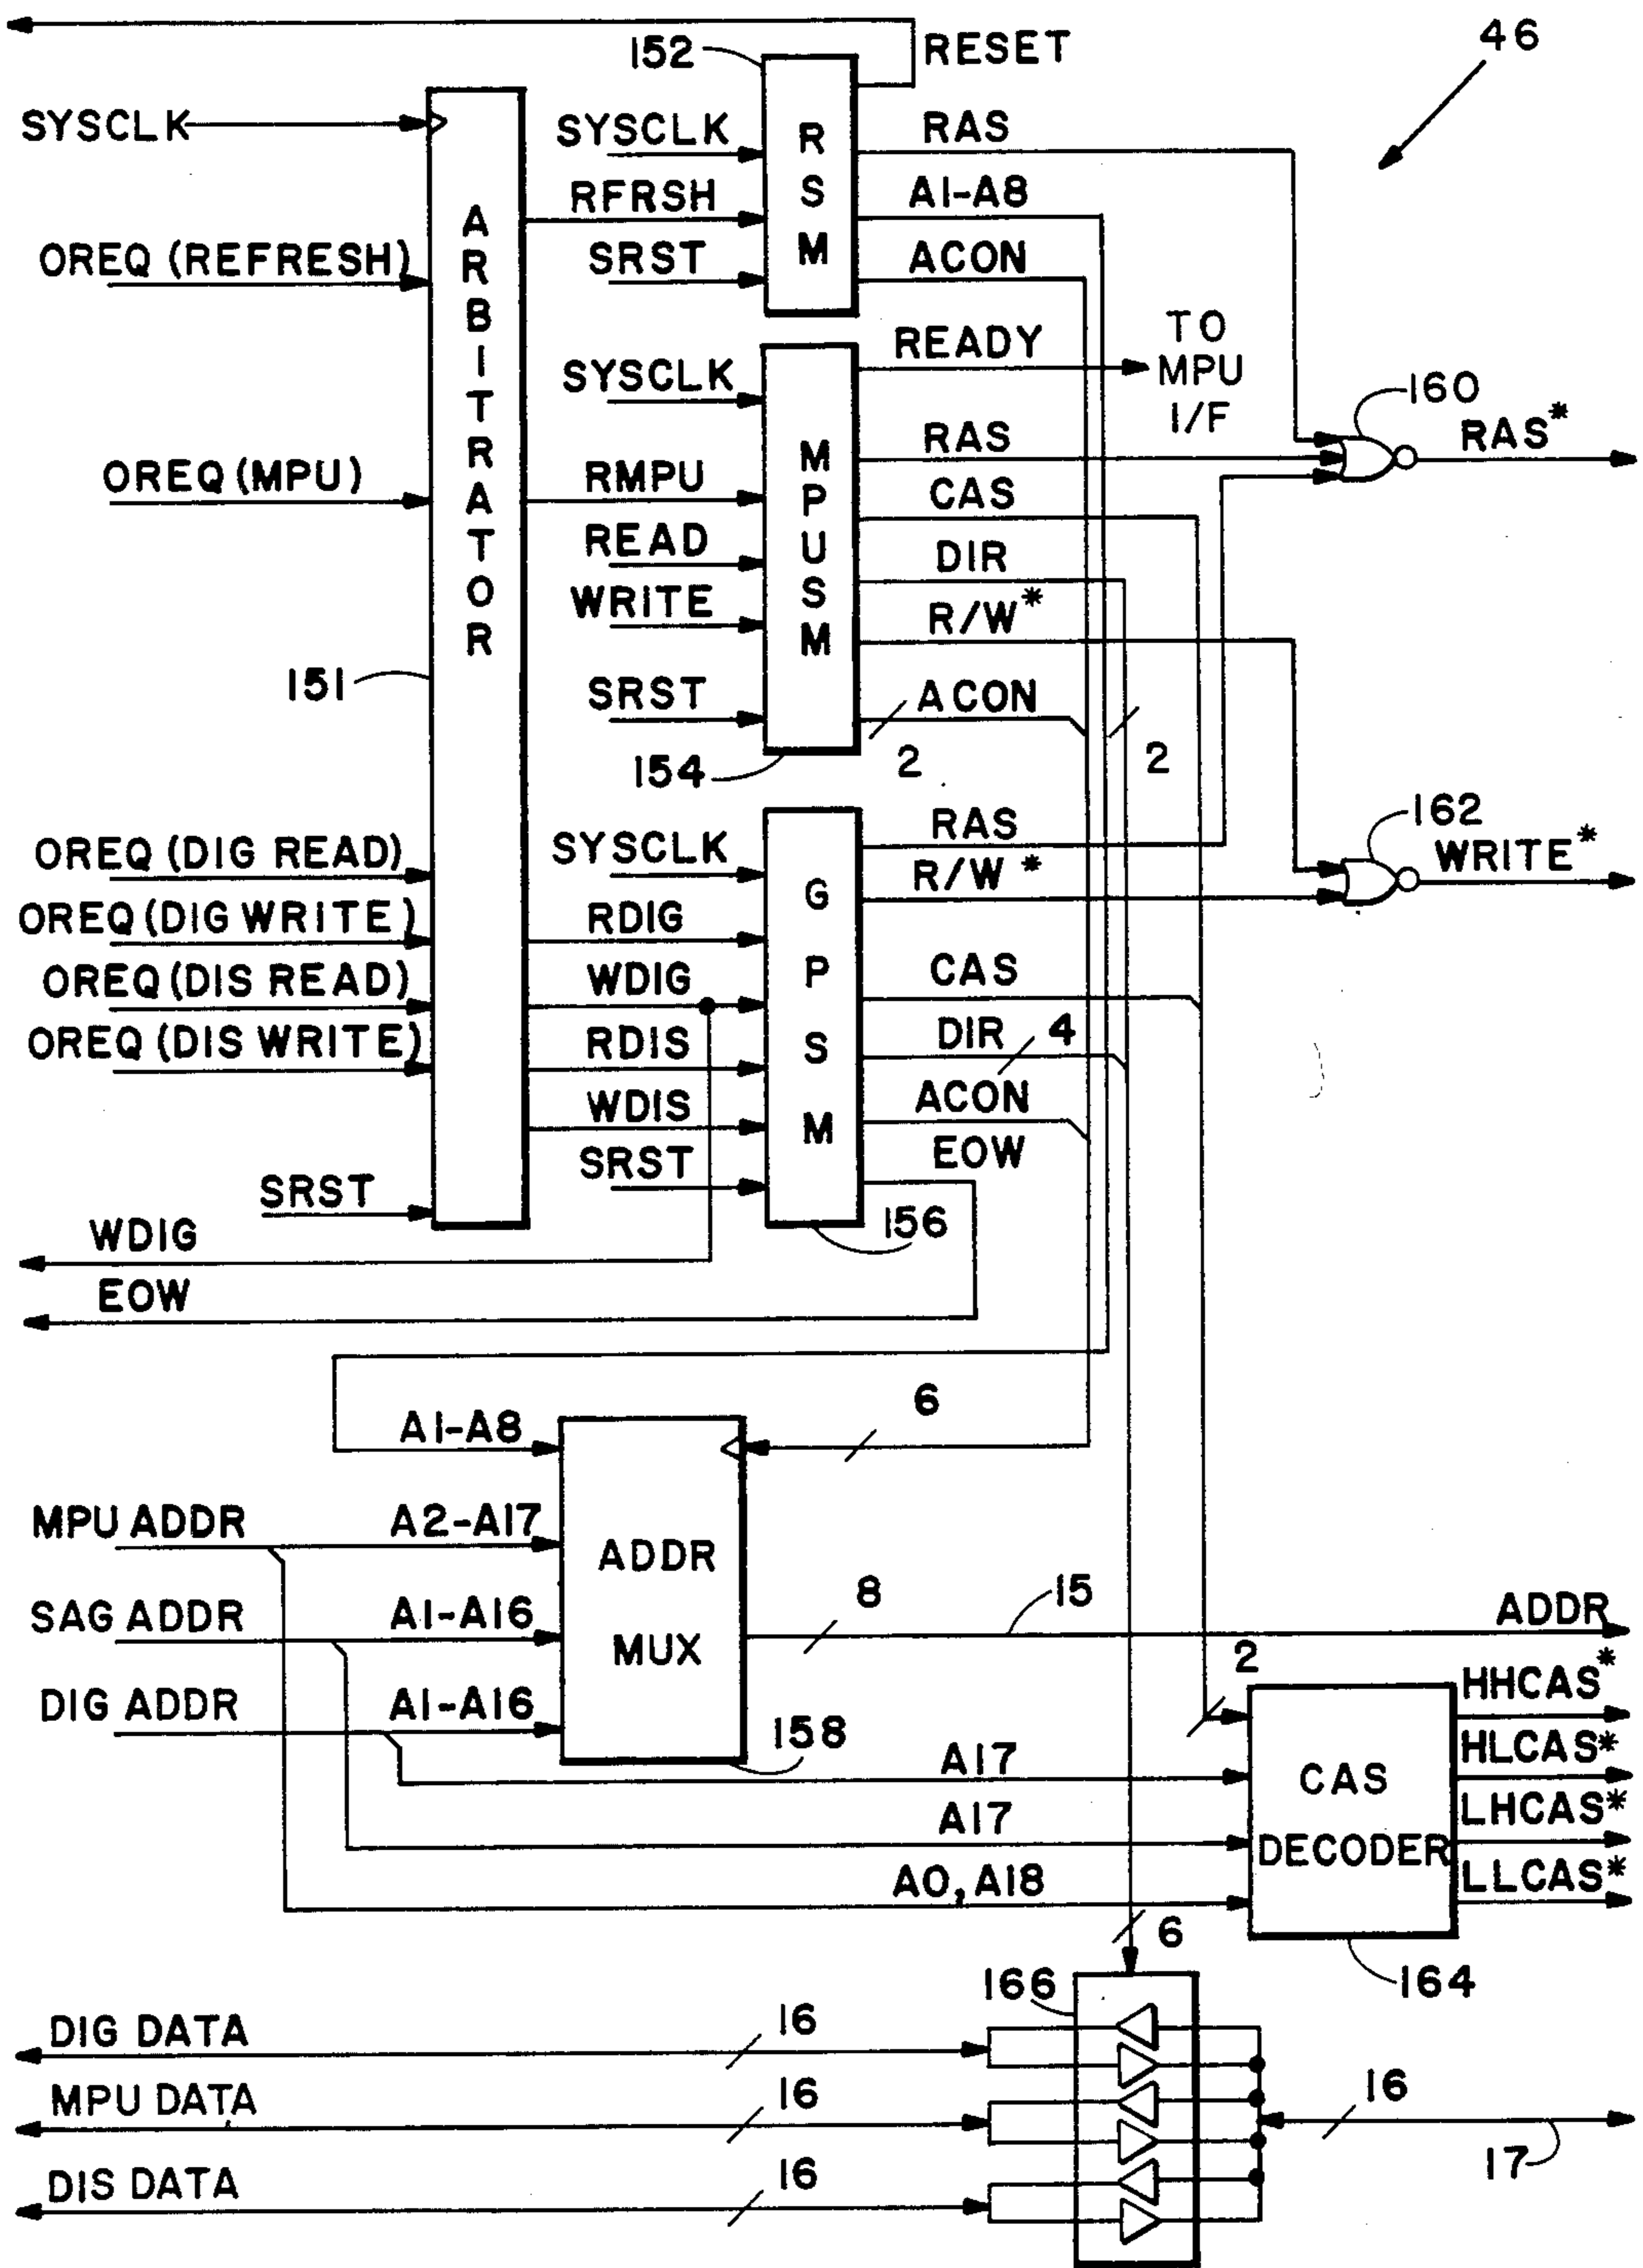 RESET
46
152
SYSCLK
ARBITRATOR
SYSCLK
RSM
RAS
RFRSH
A1-A8
OREQ (REFRESH)
SRST
ACON
READY
TO
MPU
I/F
SYSCLK
MPUSM
160
RAS*
OREQ (MPU)
RMPU
RAS
CAS
READ
DIR
WRITE
R/W*
151
SRST
ACON
2
2
154
162
WRITE*
OREQ (DIG READ)
SYSCLK
GPSM
RAS
R/W *
OREQ (DIG WRITE)
RDIG
OREQ (DIS READ)
WDIG
CAS
OREQ (DIS WRITE)
RDIS
DIR
4
WDIS
ACON
SRST
EOW
SRST
156
WDIG
EOW
A1-A8
6
MPU ADDR
A2-A17
ADDR
MUX
8
15
ADDR
SAG ADDR
A1-A16
2
HHCAS*
DIG ADDR
A1-A16
158
A17
CAS
DECODER
HLCAS*
A17
LHCAS*
A0, A18
LLCAS*
6
164
166
DIG DATA
16
MPU DATA
16
16
17
DIS DATA
16